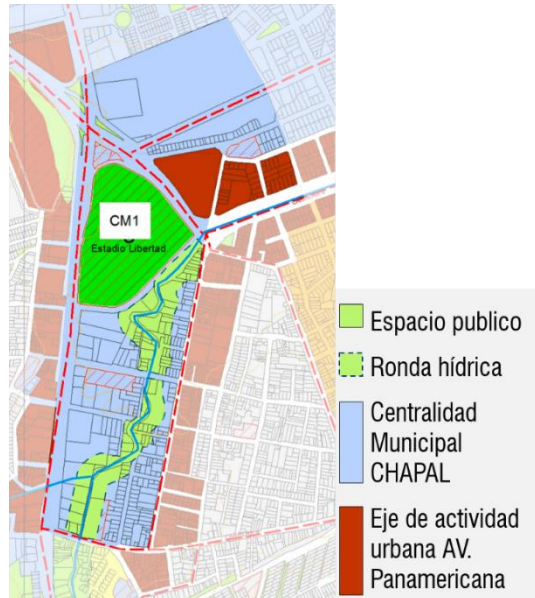 CM1
Estadio Libertad
Espacio publico
Ronda hídrica
Centralidad
Municipal
CHAPAL
Eje de actividad
urbana AV.
Panamericana